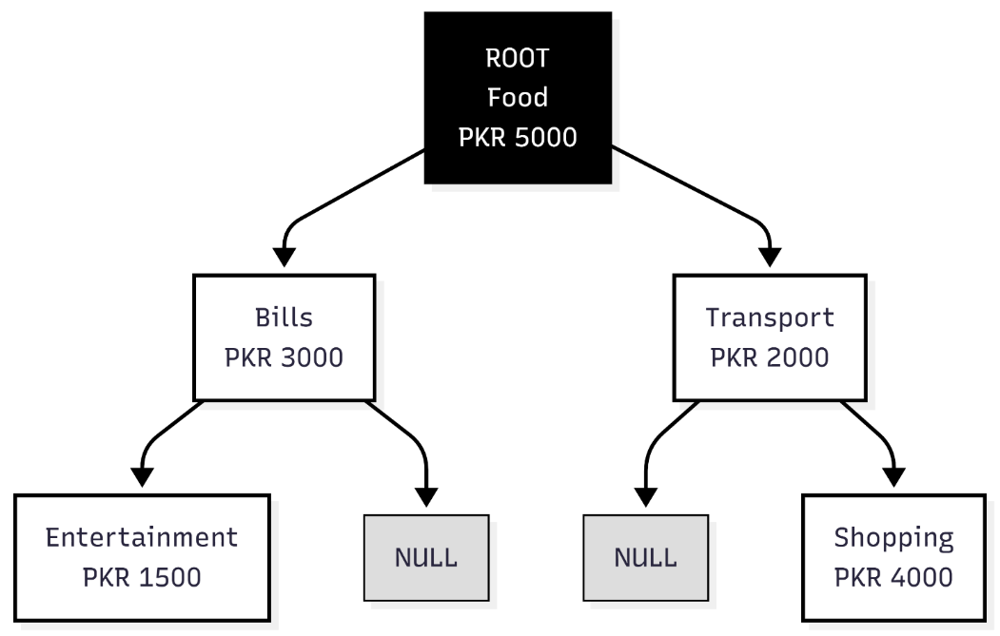 ROOT
Food
PKR 5000
Bills
PKR 3000
Transport
PKR 2000
Entertainment
PKR 1500
NULL
NULL
Shopping
PKR 4000